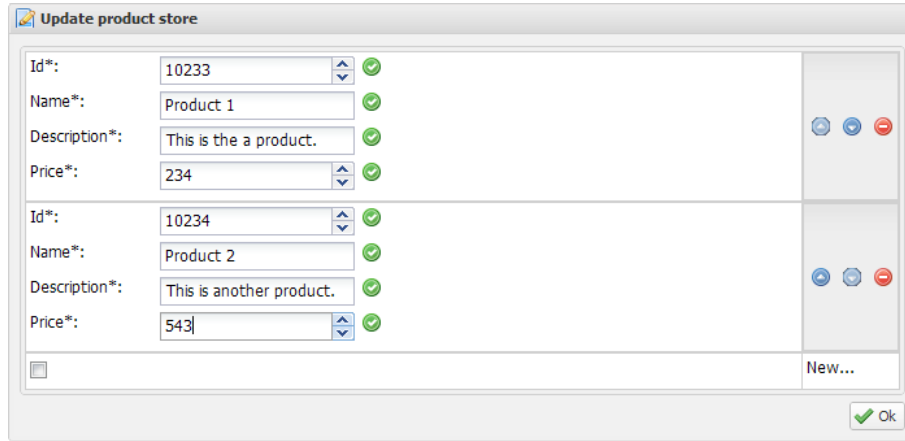 Update product store
Id*: 10233
Name*: Product 1
Description*: This is the a product.
Price*: 234
Id*: 10234
Name*: Product 2
Description*: This is another product.
Price*: 543
New...
Ok